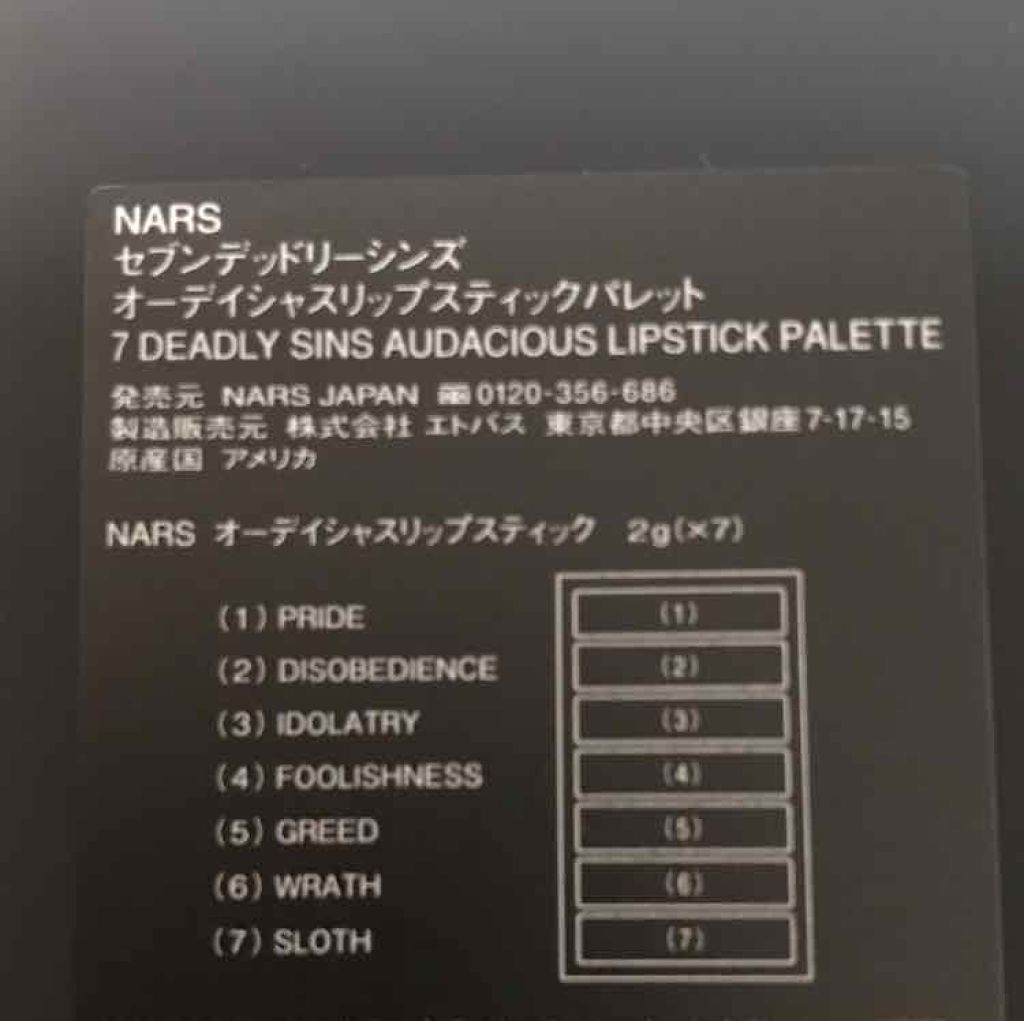 NARS
セブンデッドリーシンズ
オーデイシャスリップスティックパレット
7 DEADLY SINS AUDACIOUS LIPSTICK PALETTE
発売元 NARS JAPAN 0120-356-686
製造販売元 株式会社 エトバス 東京都中央区銀座7-17-15
原産国 アメリカ
NARS オーデイシャスリップスティック 2g(×7)
(1) PRIDE (1)
(2) DISOBEDIENCE (2)
(3) IDOLATRY (3)
(4) FOOLISHNESS (4)
(5) GREED (5)
(6) WRATH (6)
(7) SLOTH (7)